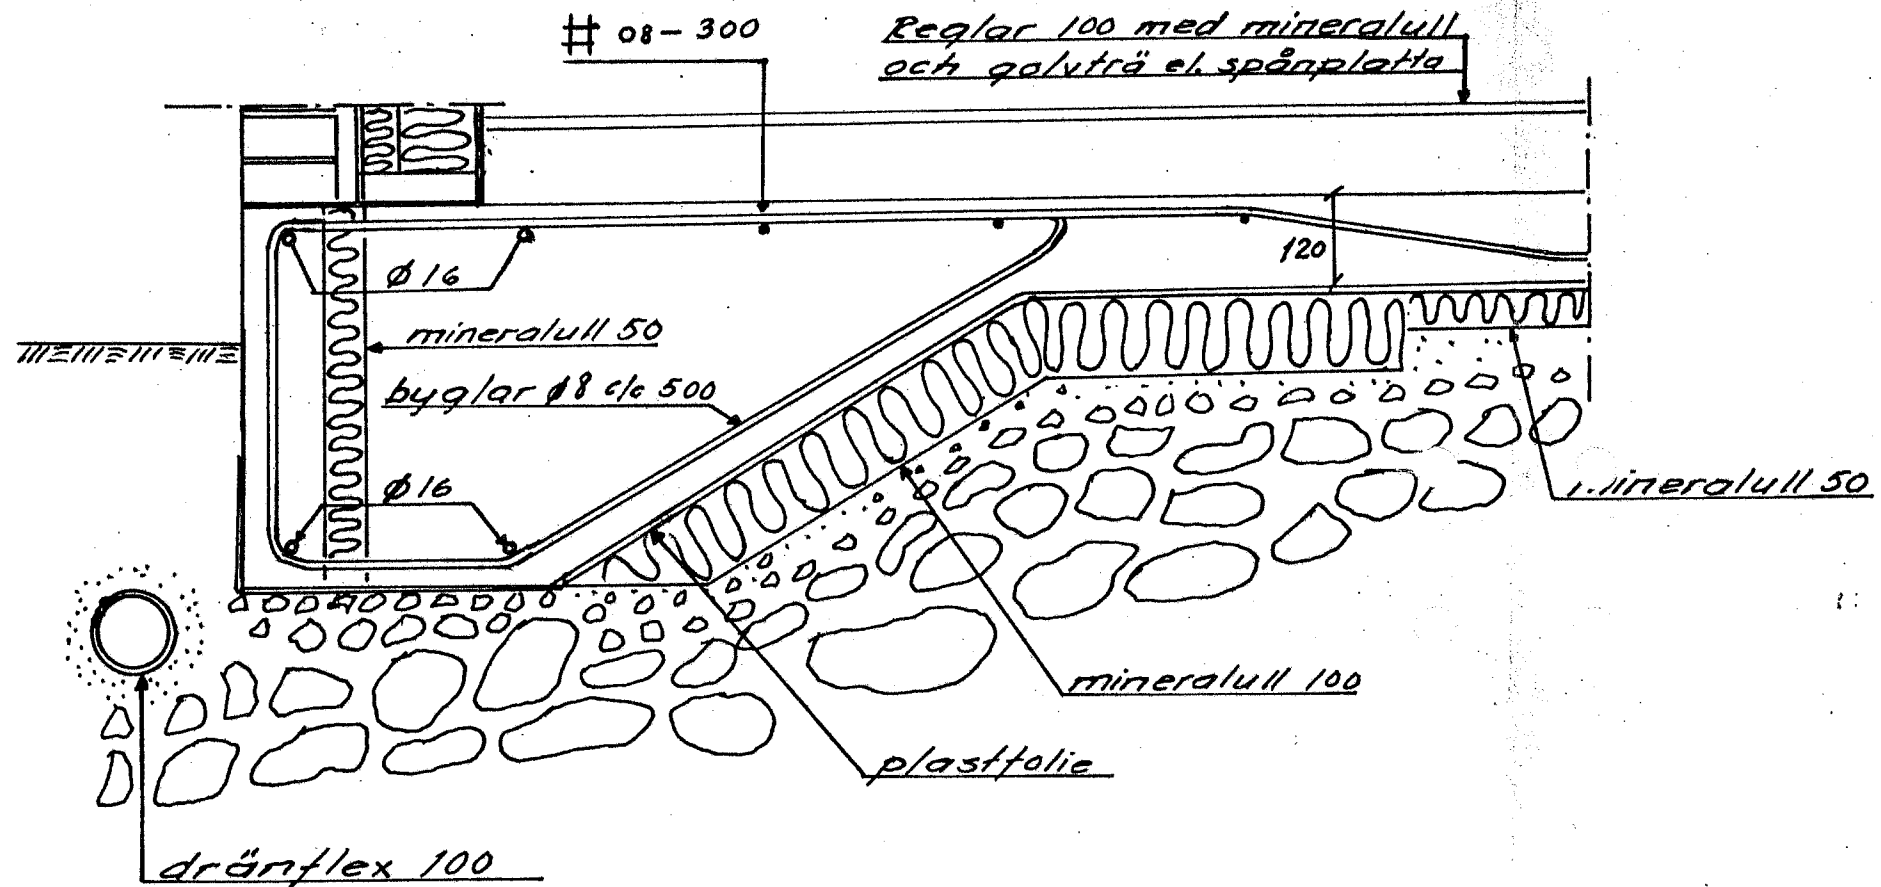 # 08-300
Reglar 100 med mineralull
och golvträ el. spånplatta
Ø 16
120
mineralull 50
byglar Ø8 c/c 500
Ø 16
mineralull 50
mineralull 100
plastfolie
dränflex 100